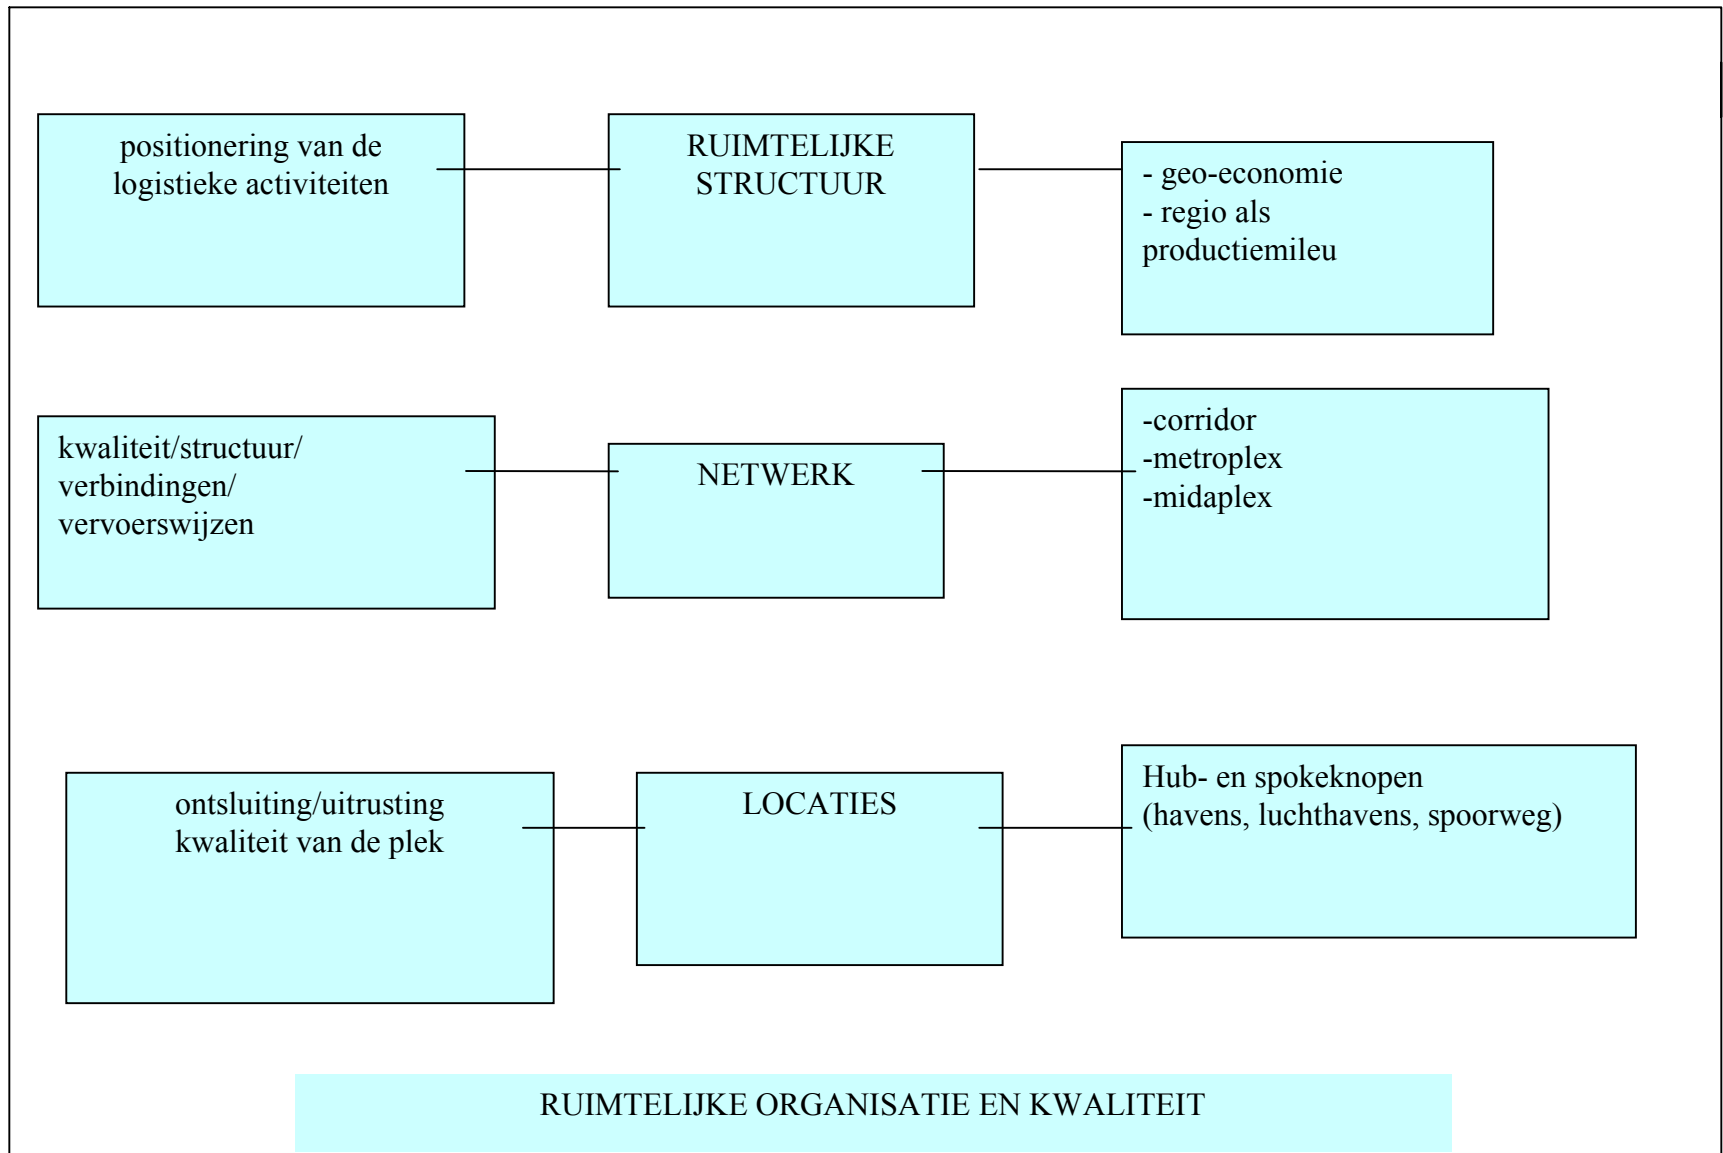 positionering van de
logistieke activiteiten
RUIMTELIJKE
STRUCTUUR
- geo-economie
- regio als
productiemileu
kwaliteit/structuur/
verbindingen/
vervoerswijzen
NETWERK
-corridor
-metroplex
-midaplex
ontsluiting/uitrusting
kwaliteit van de plek
LOCATIES
Hub- en spokeknopen
(havens, luchthavens, spoorweg)
RUIMTELIJKE ORGANISATIE EN KWALITEIT